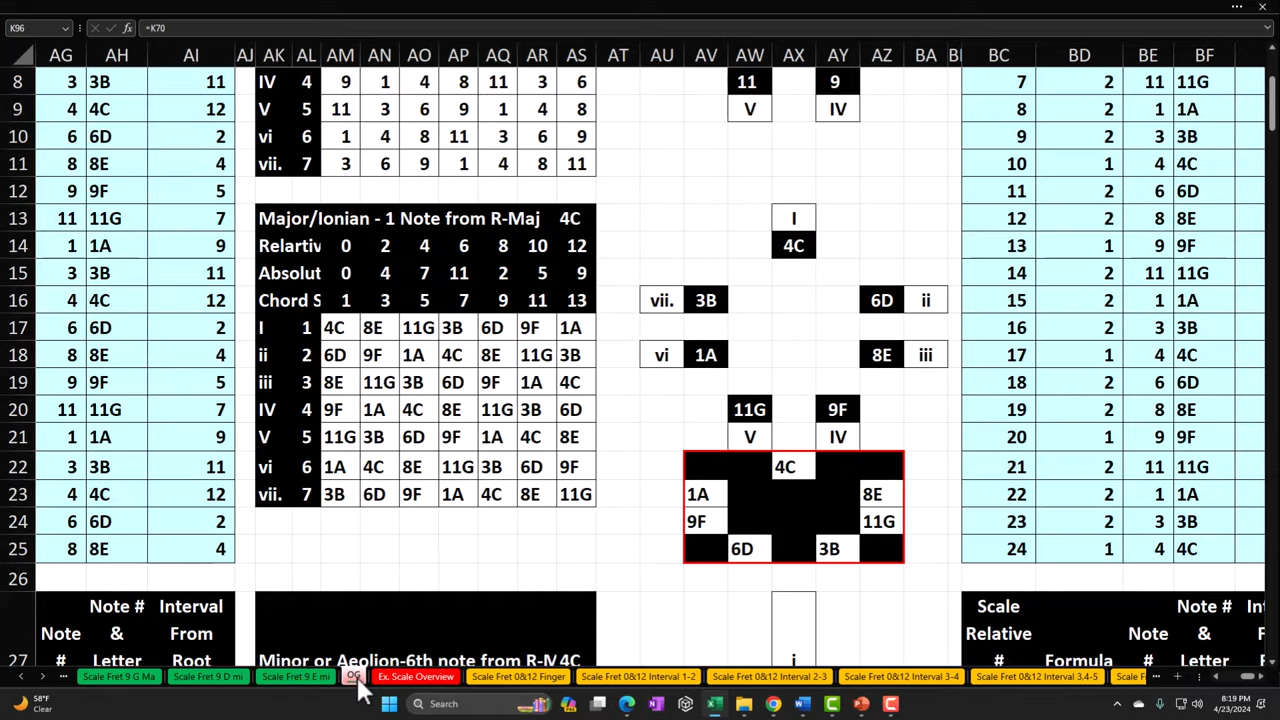 K96 =K70
AG AH AI AJ AK AL AM AN AO AP AQ AR AS AT AU AV AW AX AY AZ BA BC BD BE BF
8 3 3B 11 IV 4 9 1 4 8 11 3 6 11 9 7 2 11 11G
9 4 4C 12 V 5 11 3 6 9 1 4 8 V IV 8 2 1 1A
10 6 6D 2 vi 6 1 4 8 11 3 6 9 9 2 3 3B
11 8 8E 4 vii. 7 3 6 9 1 4 8 11 10 2 4 4C
12 9 9F 5 11 2 6 6D
13 11 11G 7 Major/Ionian - 1 Note from R-Maj 4C I 12 2 8 8E
14 1 1A 9 Relartiv 0 2 4 6 8 10 12 4C 13 2 9 9F
15 3 3B 11 Absolut 0 4 7 11 2 5 9 14 2 11 11G
16 4 4C 12 Chord S 1 3 5 7 9 11 13 vii. 3B 6D ii 15 2 1 1A
17 6 6D 2 I 1 4C 8E 11G 3B 6D 9F 1A 16 2 3 3B
18 8 8E 4 ii 2 6D 9F 1A 4C 8E 11G 3B vi 1A 8E iii 17 2 4 4C
19 9 9F 5 iii 3 8E 11G 3B 6D 9F 1A 4C 18 2 6 6D
20 11 11G 7 IV 4 9F 1A 4C 8E 11G 3B 6D 11G 9F 19 2 8 8E
21 1 1A 9 V 5 11G 3B 6D 9F 1A 4C 8E V IV 20 2 9 9F
22 3 3B 11 vi 6 1A 4C 8E 11G 3B 6D 9F 4C 21 2 11 11G
23 4 4C 12 vii. 7 3B 6D 9F 1A 4C 8E 11G 1A 8E 22 2 1 1A
24 6 6D 2 9F 11G 23 2 3 3B
25 8 8E 4 6D 3B 24 1 4 4C
26 Note # Interval Scale Note #
Note & From Relative Note &
27 # Letter Root Minor or Aeolion-6th note from R-M 4C i # Formula # Letter
Scale Fret 9 G Ma Scale Fret 9 D mi Scale Fret 9 E mi OG Ex. Scale Overview Scale Fret 0&12 Finger Scale Fret 0&12 Interval 1-2 Scale Fret 0&12 Interval 2-3 Scale Fret 0&12 Interval 3-4 Scale Fret 0&12 Interval 3,4-5
58°F
Clear
Search
8:19 PM
4/23/2024